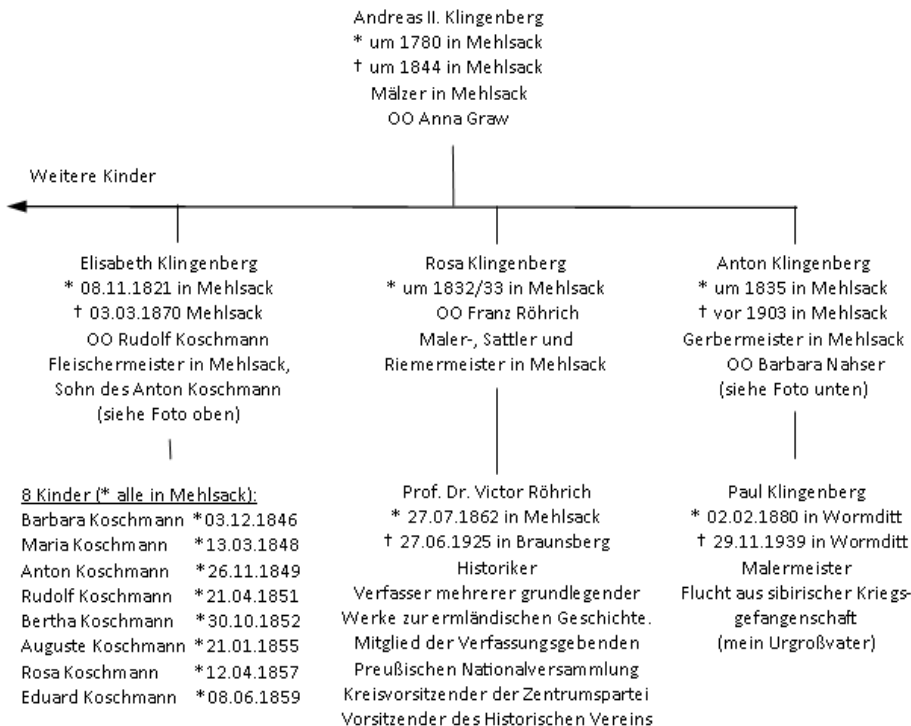 Andreas II. Klingenberg
* um 1780 in Mehlsack
† um 1844 in Mehlsack
Mälzer in Mehlsack
OO Anna Graw
Weitere Kinder
Elisabeth Klingenberg
* 08.11.1821 in Mehlsack
† 03.03.1870 Mehlsack
OO Rudolf Koschmann
Fleischermeister in Mehlsack,
Sohn des Anton Koschmann
(siehe Foto oben)
Rosa Klingenberg
* um 1832/33 in Mehlsack
OO Franz Röhrich
Maler-, Sattler und
Riemermeister in Mehlsack
Anton Klingenberg
* um 1835 in Mehlsack
† vor 1903 in Mehlsack
Gerbermeister in Mehlsack
OO Barbara Nahser
(siehe Foto unten)
8 Kinder (* alle in Mehlsack):
Barbara Koschmann *03.12.1846
Maria Koschmann *13.03.1848
Anton Koschmann *26.11.1849
Rudolf Koschmann *21.04.1851
Bertha Koschmann *30.10.1852
Auguste Koschmann *21.01.1855
Rosa Koschmann *12.04.1857
Eduard Koschmann *08.06.1859
Prof. Dr. Victor Röhrich
* 27.07.1862 in Mehlsack
† 27.06.1925 in Braunsberg
Historiker
Verfasser mehrerer grundlegender
Werke zur ermländischen Geschichte.
Mitglied der Verfassungsgebenden
Preußischen Nationalversammlung
Kreisvorsitzender der Zentrumspartei
Vorsitzender des Historischen Vereins
Paul Klingenberg
* 02.02.1880 in Wormditt
† 29.11.1939 in Wormditt
Malermeister
Flucht aus sibirischer Kriegs-
gefangenschaft
(mein Urgroßvater)